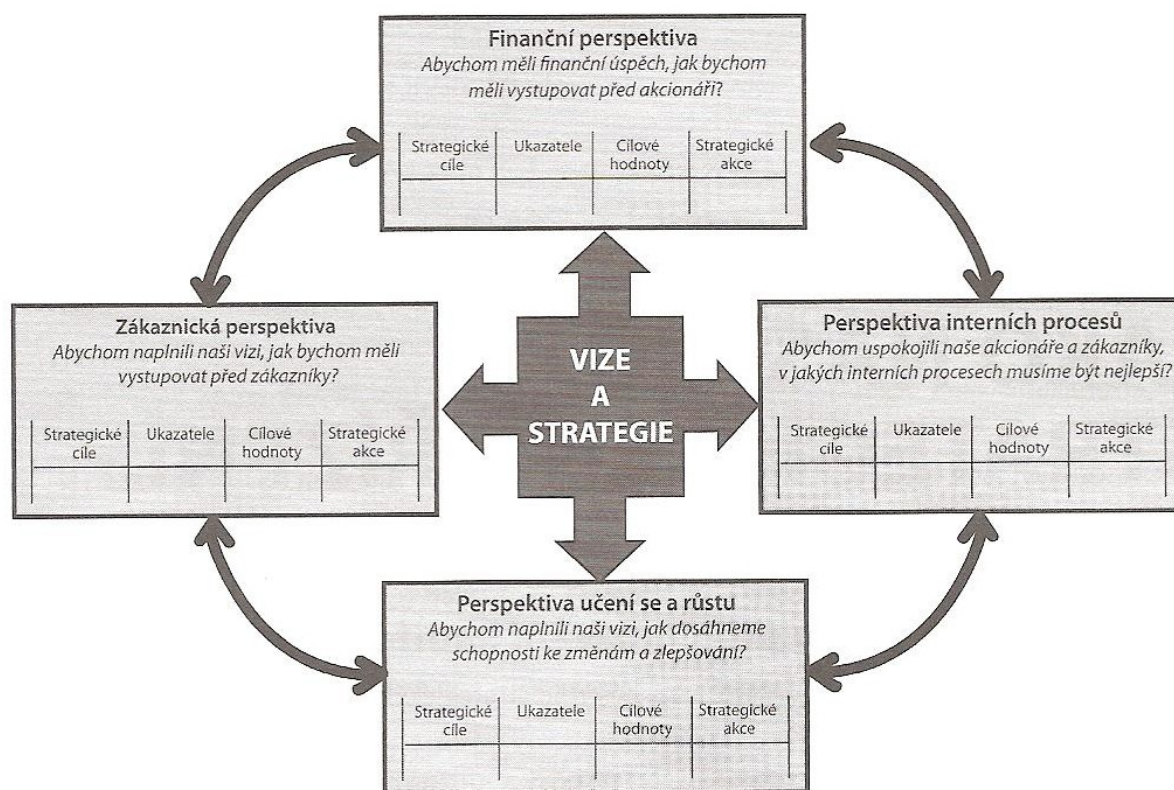 Finanční perspektiva
Abychom měli finanční úspěch, jak bychom
měli vystupovat před akcionáři?
Strategické cíle
Ukazatele
Cílové hodnoty
Strategické akce
Zákaznická perspektiva
Abychom naplnili naši vizi, jak bychom měli
vystupovat před zákazníky?
Strategické cíle
Ukazatele
Cílové hodnoty
Strategické akce
VIZE
A
STRATEGIE
Perspektiva interních procesů
Abychom uspokojili naše akcionáře a zákazníky,
v jakých interních procesech musíme být nejlepší?
Strategické cíle
Ukazatele
Cílové hodnoty
Strategické akce
Perspektiva učení se a růstu
Abychom naplnili naši vizi, jak dosáhneme
schopnosti ke změnám a zlepšování?
Strategické cíle
Ukazatele
Cílové hodnoty
Strategické akce